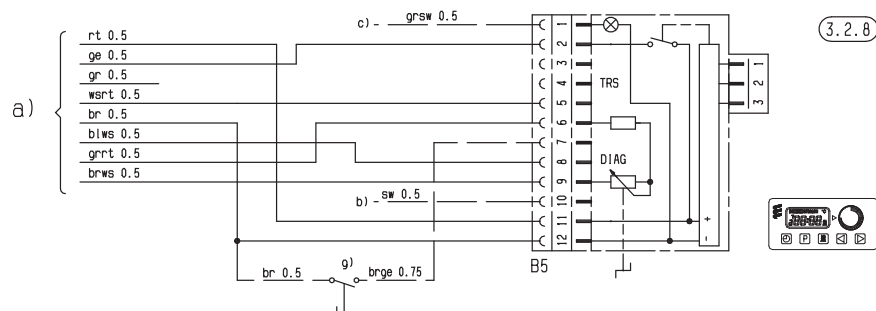 c) grsw 0.5
3.2.8
rt 0.5
ge 0.5
gr 0.5
wsrt 0.5
br 0.5
blws 0.5
grrt 0.5
brws 0.5
a)
b) sw 0.5
1
2
3
4
5
6
7
8
9
10
11
12
TRS
DIAG
1
2
3
+
-
B5
br 0.5
g)
brge 0.75
P